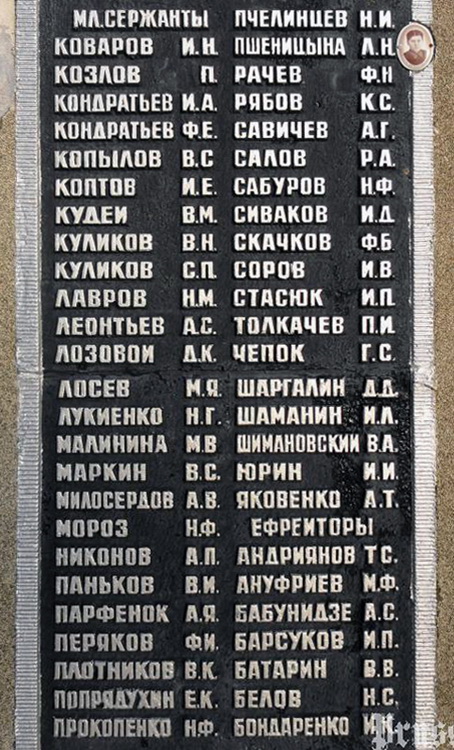 МЛ.СЕРЖАНТЫ
КОВАРОВ И.Н.
КОЗЛОВ П.
КОНДРАТЬЕВ И.А.
КОНДРАТЬЕВ Ф.Е.
КОПЫЛОВ В.С
КОПТОВ И.Е.
КУДЕИ В.М.
КУЛИКОВ В.Н.
КУЛИКОВ С.П.
ЛАВРОВ Н.М.
ЛЕОНТЬЕВ А.С.
ЛОЗОВОИ Д.К.
ЛОСЕВ М.Я.
ЛУКИЕНКО Н.Г.
МАЛИНИНА М.В
МАРКИН В.С.
МИЛОСЕРДОВ А.В.
МОРОЗ Н.Ф.
НИКОНОВ А.П.
ПАНЬКОВ В.И.
ПАРФЕНОК А.Я.
ПЕРЯКОВ Ф.И.
ПЛОТНИКОВ В.К.
ПОПРЯДУХИН Е.К.
ПРОКОПЕНКО Н.Ф.
ПЧЕЛИНЦЕВ Н.И.
ПШЕНИЦЫНА Л.Н.
РАЧЕВ Ф.Н
РЯБОВ К.С.
САВИЧЕВ А.Г.
САЛОВ Р.А.
САБУРОВ Н.Ф.
СИВАКОВ И.Д.
СКАЧКОВ Ф.Б.
СОРОВ И.В.
СТАСЮК И.П.
ТОЛКАЧЕВ П.И.
ЧЕПОК Г.С.
ШАРГАЛИН Д.Д.
ШАМАНИН И.Л.
ШИМАНОВСКИЙ В.А.
ЮРИН И.И.
ЯКОВЕНКО А.Т.
ЕФРЕИТОРЫ
АНДРИЯНОВ Т.С.
АНУФРИЕВ М.Ф.
БАБУНИДЗЕ А.С.
БАРСУКОВ И.П.
БАТАРИН В.В.
БЕЛОВ Н.С.
БОНДАРЕНКО